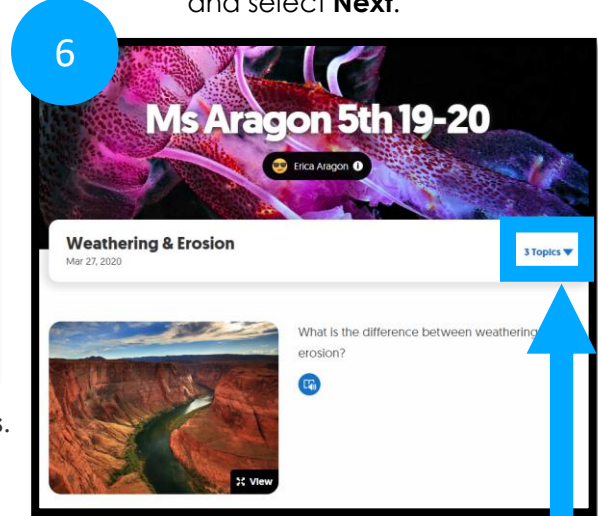 and select Next.
6
Ms Aragon 5th 19-20
Erica Aragon
Weathering & Erosion
Mar 27, 2020
3 Topics
What is the difference between weathering
erosion?
View
s.